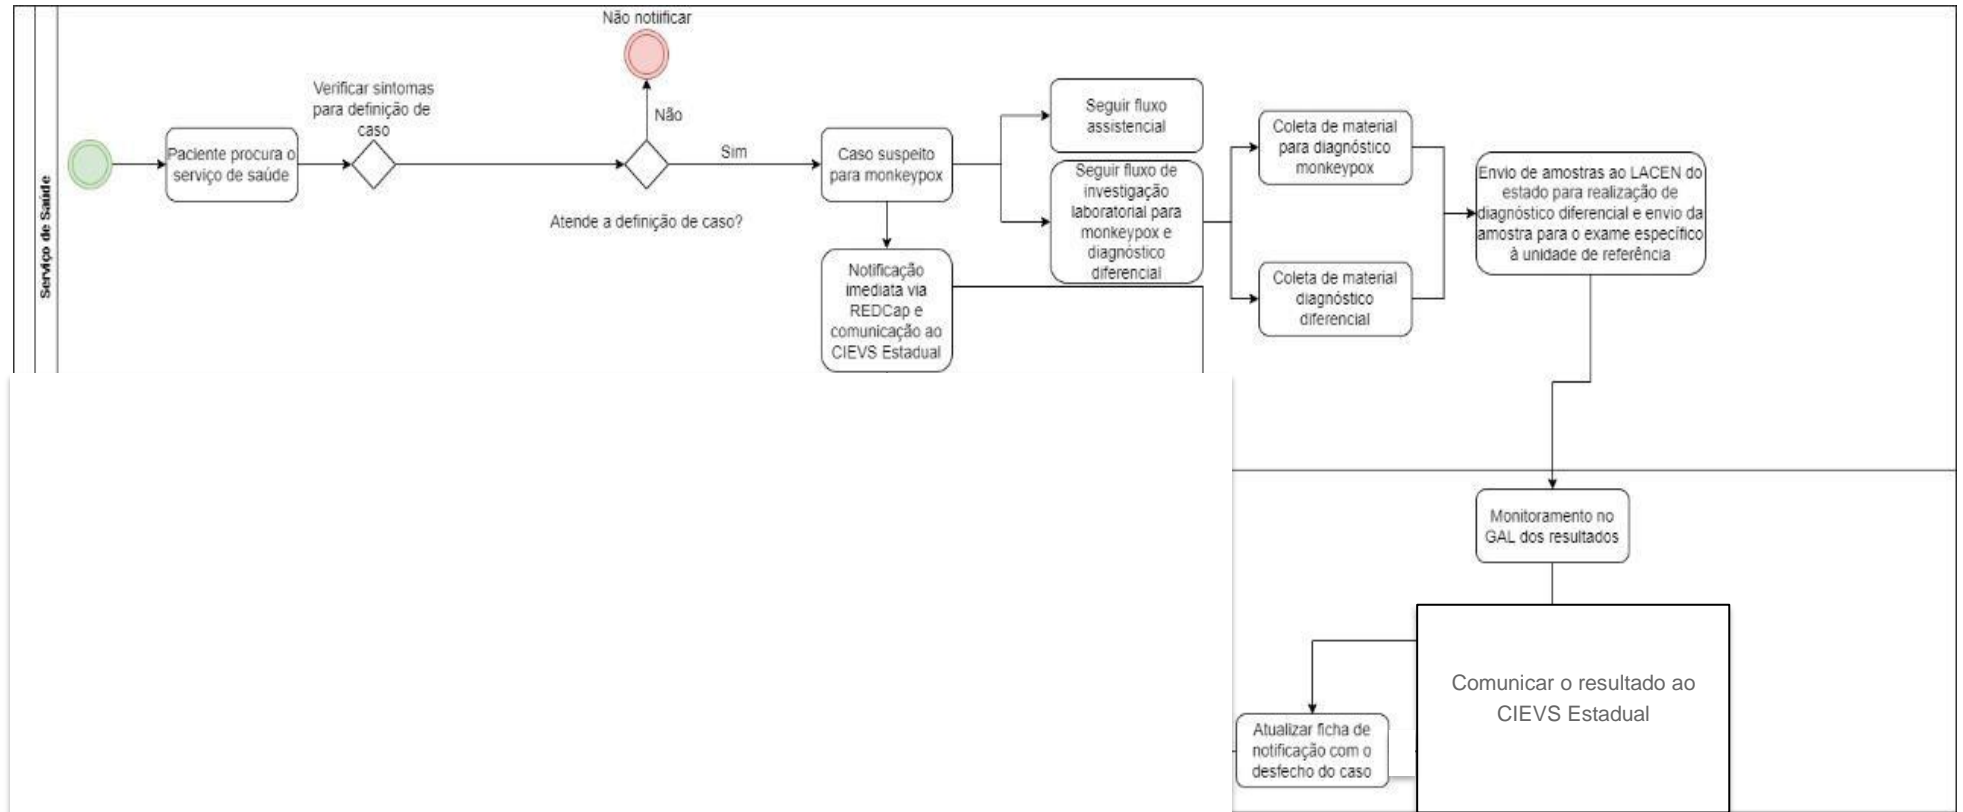 Serviço de Saúde
Paciente procura o
serviço de saúde
Verificar sintomas
para definição de
caso
Não notiificar
Não
Atende a definição de caso?
Sim
Caso suspeito
para monkeypox
Notificação
imediata via
REDCap e
comunicação ao
CIEVS Estadual
Seguir fluxo
assistencial
Seguir fluxo de
investigação
laboratorial para
monkeypox e
diagnóstico
diferencial
Coleta de material
para diagnóstico
monkeypox
Coleta de material
diagnóstico
diferencial
Envio de amostras ao LACEN do
estado para realização de
diagnóstico diferencial e envio da
amostra para o exame específico
à unidade de referência
Monitoramento no
GAL dos resultados
Comunicar o resultado ao
CIEVS Estadual
Atualizar ficha de
notificação com o
desfecho do caso